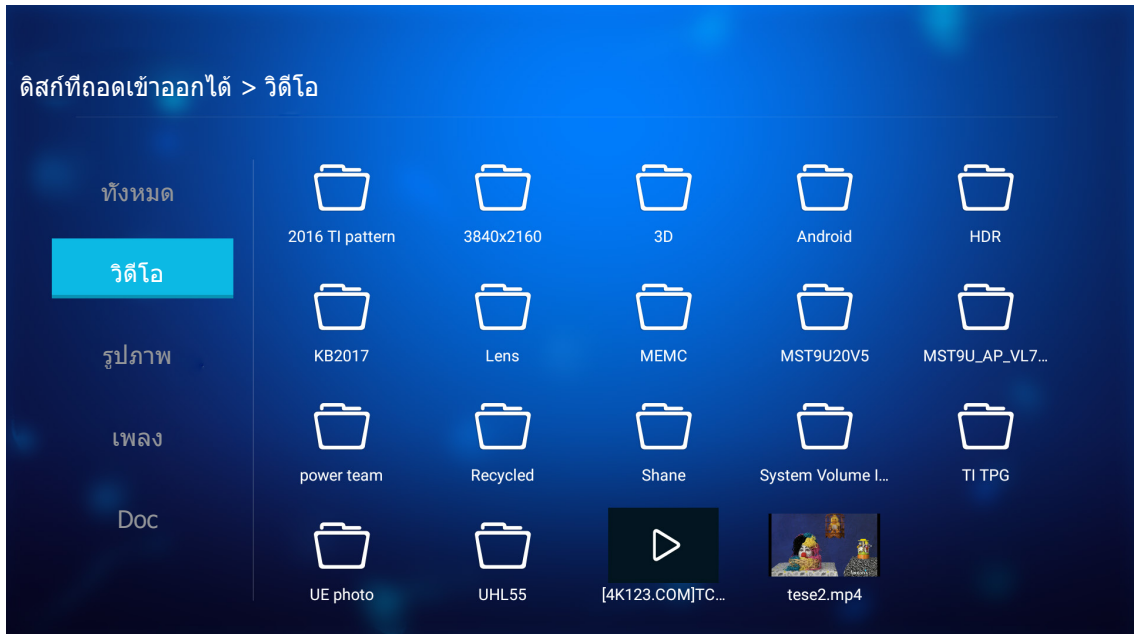 ดิสก์ที่ถอดเข้าออกได้ > วิดีโอ
ทั้งหมด
วิดีโอ
รูปภาพ
เพลง
Doc
2016 TI pattern
3840x2160
3D
Android
HDR
KB2017
Lens
MEMC
MST9U20V5
MST9U_AP_VL7...
power team
Recycled
Shane
System Volume I...
TI TPG
UE photo
UHL55
[4K123.COM]TC...
tese2.mp4